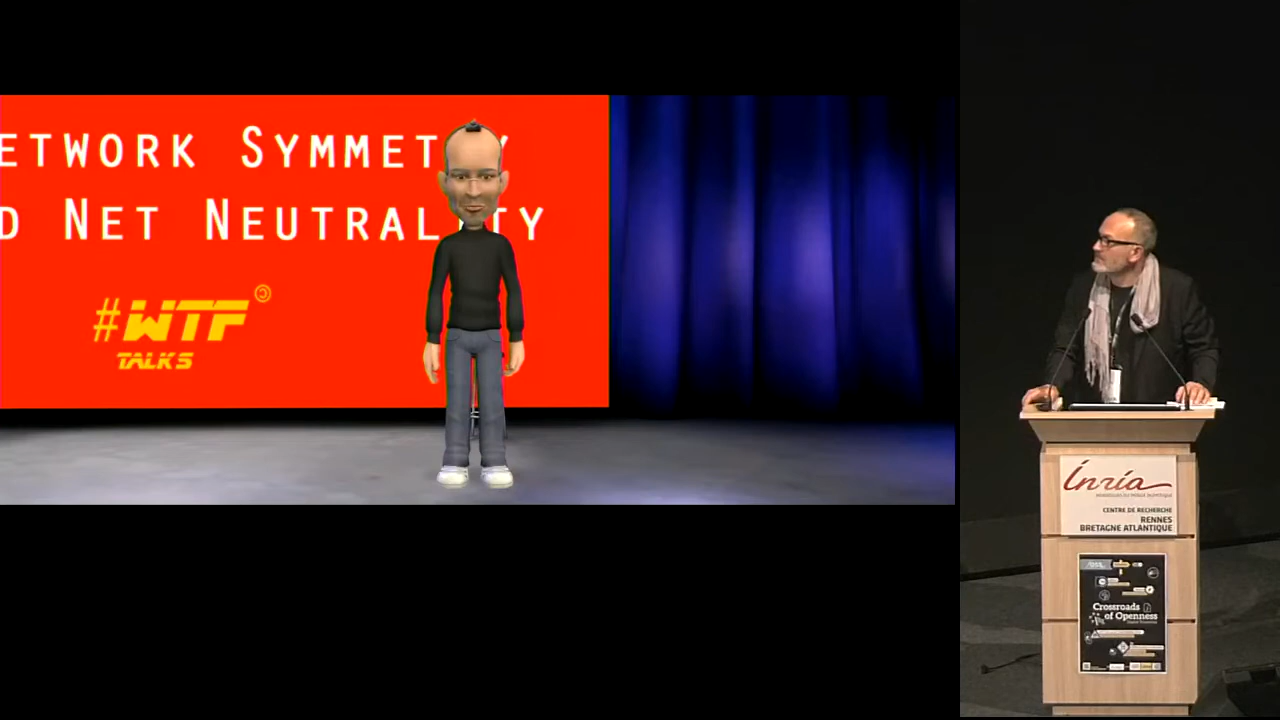 ETWORK SYMMET Y
D NET NEUTRAL TY
#WTF ©
TALKS
Inria
CENTRE DE RECHERCHE
RENNES
BRETAGNE ATLANTIQUE
Crossroads
of Openness